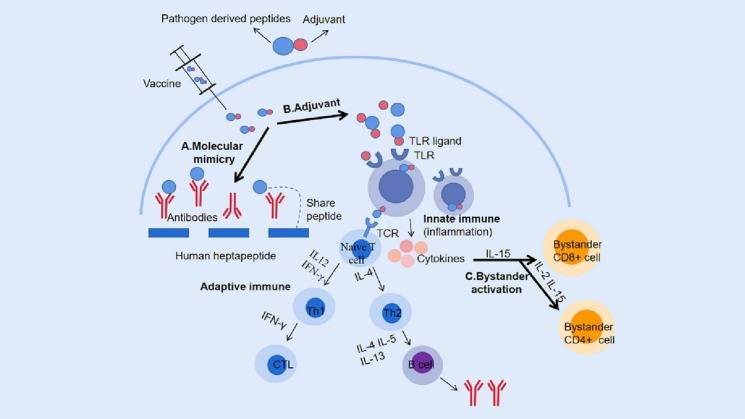 Pathogen derived peptides
Adjuvant
Vaccine
B.Adjuvant
A.Molecular
mimicry
TLR ligand
TLR
Antibodies
Share
peptide
Human heptapeptide
Innate immune
(inflammation)
TCR
Naive T
cell
Cytokines
IL-15
Bystander
CD8+ cell
C.Bystander
activation
IL-2 IL-15
IL12
IFN-γ
IL-4
Adaptive immune
Th1
Th2
IFN-γ
IL-4 IL-5
IL-13
Bystander
CD4+ cell
CTL
B cell